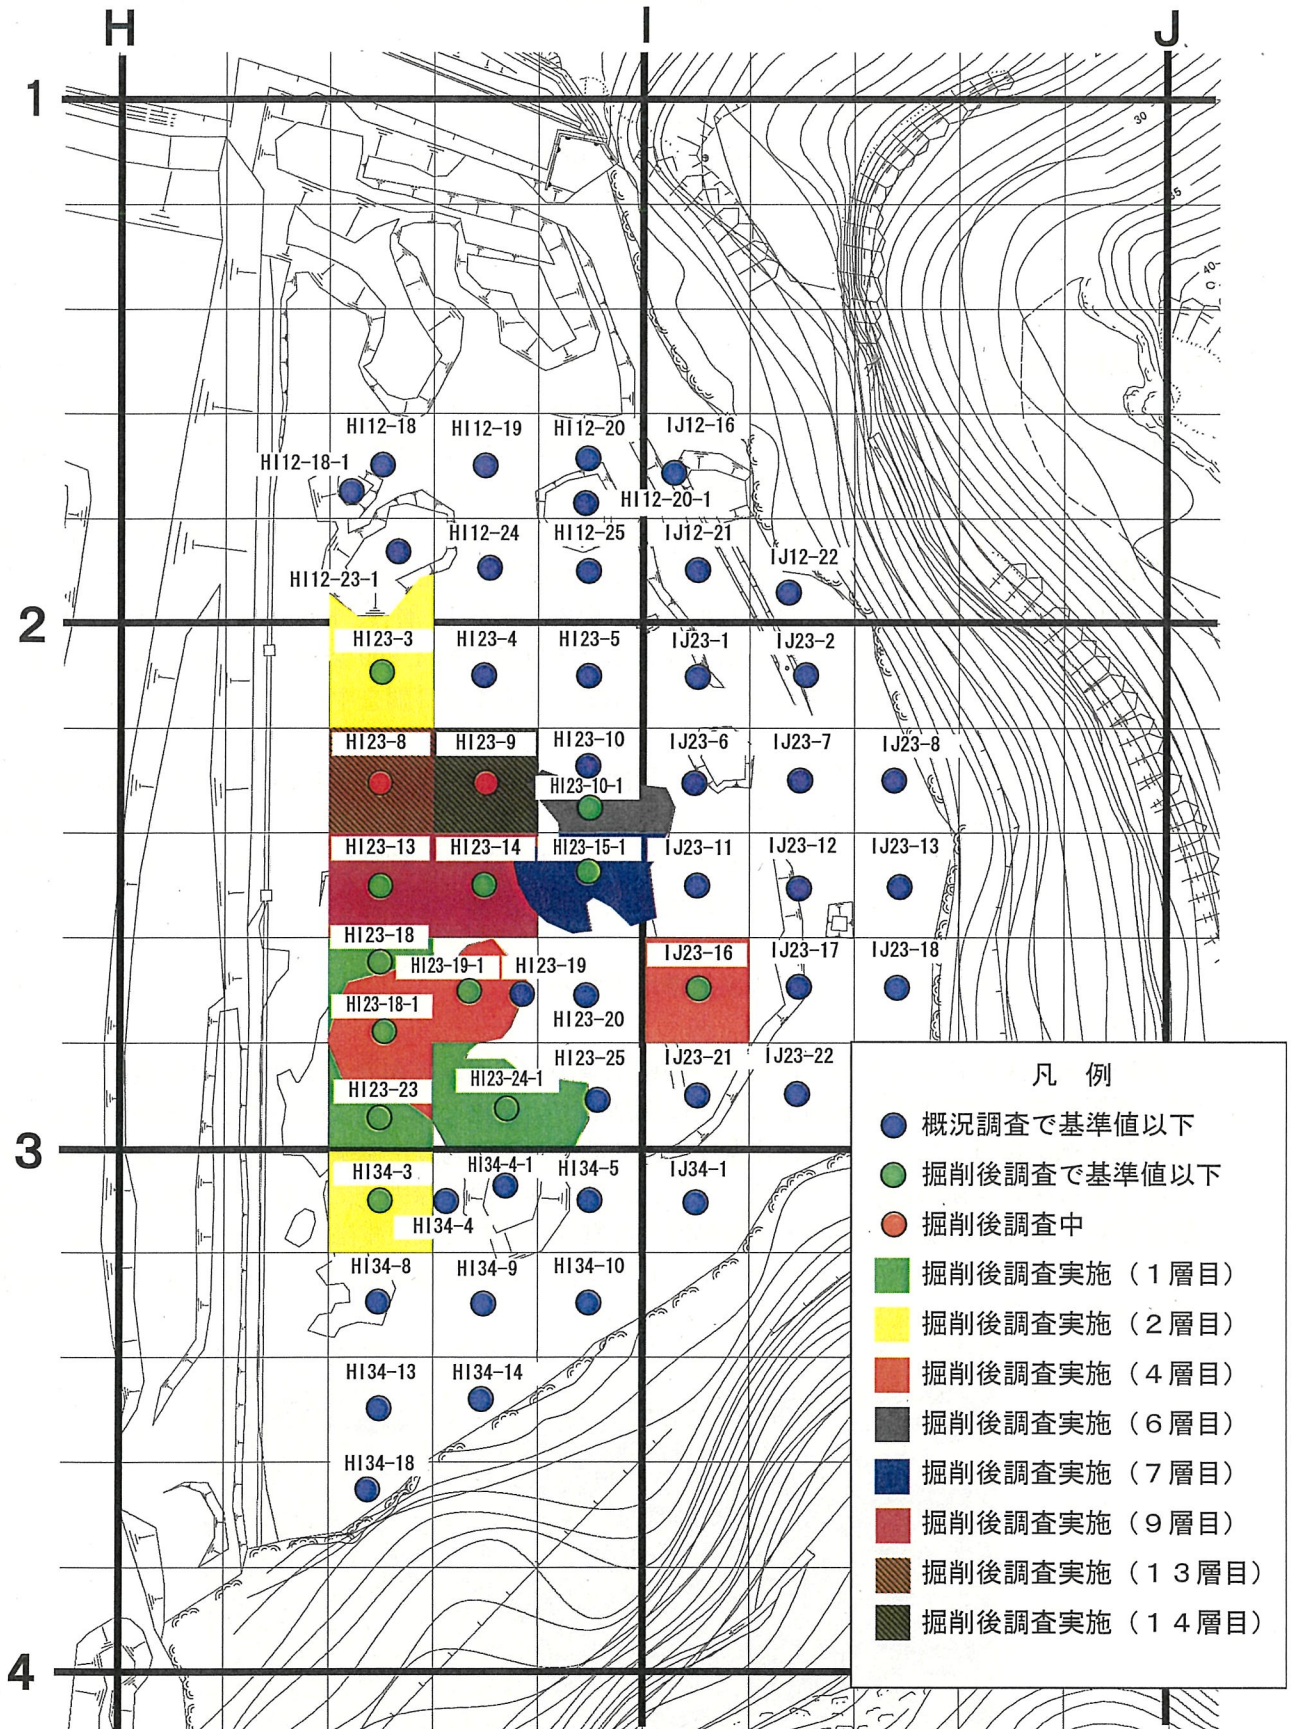 H I J
1
30
35
40
HI12-18 HI12-19 HI12-20 IJ12-16
HI12-18-1
HI12-20-1
HI12-24 HI12-25 IJ12-21
IJ12-22
HI12-23-1
2
HI23-3 HI23-4 HI23-5 IJ23-1 IJ23-2
HI23-8 HI23-9 HI23-10 IJ23-6 IJ23-7 IJ23-8
HI23-10-1
HI23-13 HI23-14 HI23-15-1 IJ23-11 IJ23-12 IJ23-13
HI23-18
HI23-19-1 HI23-19 IJ23-16 IJ23-17 IJ23-18
HI23-18-1
HI23-20
HI23-25 IJ23-21 IJ23-22
HI23-23 HI23-24-1
3
HI34-3 HI34-4-1 HI34-5 IJ34-1
HI34-4
HI34-8 HI34-9 HI34-10
HI34-13 HI34-14
HI34-18
4
凡 例
概況調査で基準値以下
掘削後調査で基準値以下
掘削後調査中
掘削後調査実施（１層目）
掘削後調査実施（２層目）
掘削後調査実施（４層目）
掘削後調査実施（６層目）
掘削後調査実施（７層目）
掘削後調査実施（９層目）
掘削後調査実施（１３層目）
掘削後調査実施（１４層目）